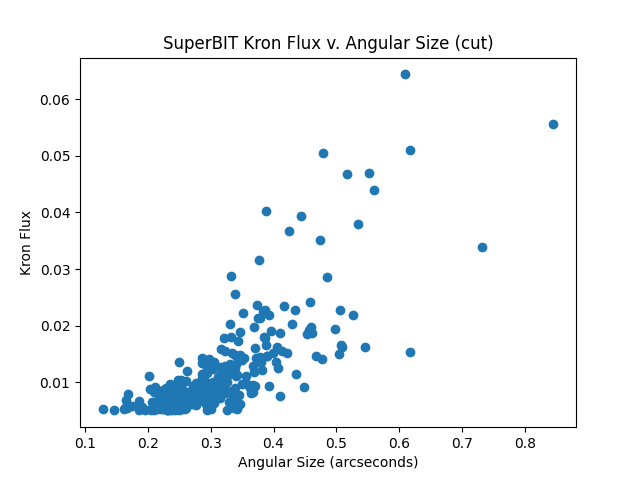 SuperBIT Kron Flux v. Angular Size (cut)
Kron Flux
0.06
0.05
0.04
0.03
0.02
0.01
0.1 0.2 0.3 0.4 0.5 0.6 0.7 0.8
Angular Size (arcseconds)